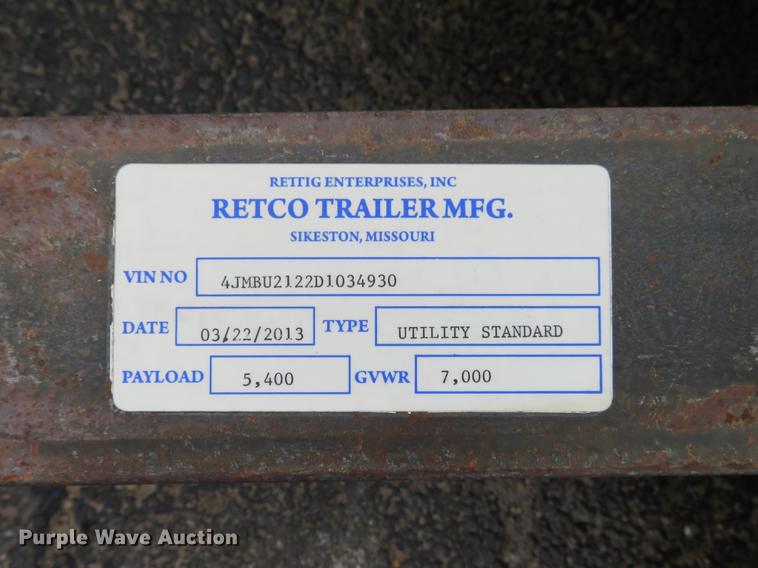 RETTIG ENTERPRISES, INC
RETCO TRAILER MFG.
SIKESTON, MISSOURI
VIN NO 4JMBU2122D1034930
DATE 03/22/2013 TYPE UTILITY STANDARD
PAYLOAD 5,400 GVWR 7,000
Purple Wave Auction